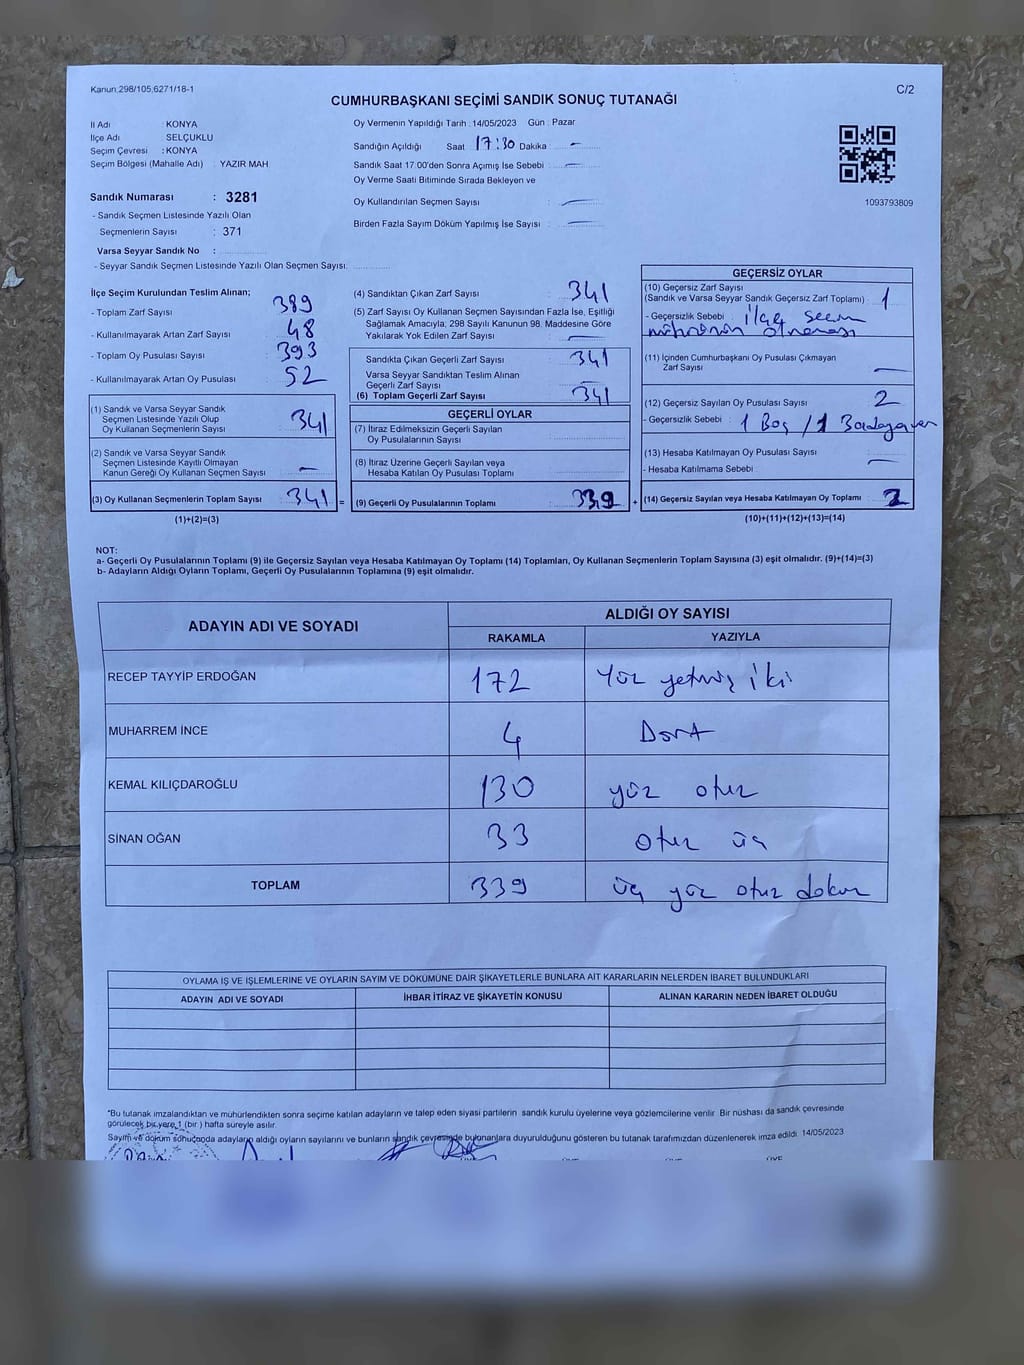 Kanun 298/105,6271/18-1
C/2
CUMHURBAŞKANI SEÇİMİ SANDIK SONUÇ TUTANAĞI
İl Adı : KONYA
İlçe Adı : SELÇUKLU
Seçim Çevresi : KONYA
Seçim Bölgesi (Mahalle Adı) : YAZIR MAH
Sandık Numarası : 3281
- Sandık Seçmen Listesinde Yazılı Olan
Seçmenlerin Sayısı : 371
Varsa Seyyar Sandık No :
- Seyyar Sandık Seçmen Listesinde Yazılı Olan Seçmen Sayısı:
Oy Vermenin Yapıldığı Tarih : 14/05/2023 Gün : Pazar
Sandığın Açıldığı Saat 17:30 Dakika : -
Sandık Saat 17.00'den Sonra Açımış İse Sebebi : -
Oy Verme Saati Bitiminde Sırada Bekleyen ve
Oy Kullandırılan Seçmen Sayısı : -
Birden Fazla Sayım Döküm Yapılmış İse Sayısı : -
1093793809
İlçe Seçim Kurulundan Teslim Alınan;
- Toplam Zarf Sayısı : 389
- Kullanılmayarak Artan Zarf Sayısı : 48
- Toplam Oy Pusulası Sayısı : 393
- Kullanılmayarak Artan Oy Pusulası : 52
(1) Sandık ve Varsa Seyyar Sandık
Seçmen Listesinde Yazılı Olup
Oy Kullanan Seçmenlerin Sayısı : 341
(2) Sandık ve Varsa Seyyar Sandık
Seçmen Listesinde Kayıtlı Olmayan
Kanun Gereği Oy Kullanan Seçmen Sayısı : -
(3) Oy Kullanan Seçmenlerin Toplam Sayısı : 341 =
(1)+(2)=(3)
(4) Sandıktan Çıkan Zarf Sayısı : 341
(5) Zarf Sayısı Oy Kullanan Seçmen Sayısından Fazla İse, Eşitliği
Sağlamak Amacıyla; 298 Sayılı Kanunun 98. Maddesine Göre
Yakılarak Yok Edilen Zarf Sayısı : -
Sandıkta Çıkan Geçerli Zarf Sayısı : 341
Varsa Seyyar Sandıktan Teslim Alınan
Geçerli Zarf Sayısı : -
(6) Toplam Geçerli Zarf Sayısı : 341
GEÇERLİ OYLAR
(7) İtiraz Edilmeksizin Geçerli Sayılan
Oy Pusulalarının Sayısı :
(8) İtiraz Üzerine Geçerli Sayılan veya
Hesaba Katılan Oy Pusulası Toplamı :
(9) Geçerli Oy Pusulalarının Toplamı : 339 +
GEÇERSİZ OYLAR
(10) Geçersiz Zarf Sayısı
(Sandık ve Varsa Seyyar Sandık Geçersiz Zarf Toplamı) : 1
- Geçersizlik Sebebi : ilçe seçim
mührünün olmaması
(11) İçinden Cumhurbaşkanı Oy Pusulası Çıkmayan
Zarf Sayısı : -
(12) Geçersiz Sayılan Oy Pusulası Sayısı : 2
- Geçersizlik Sebebi : 1 Boş / 1
(13) Hesaba Katılmayan Oy Pusulası Sayısı : -
- Hesaba Katılmama Sebebi :
(14) Geçersiz Sayılan veya Hesaba Katılmayan Oy Toplamı : 2
(10)+(11)+(12)+(13)=(14)
NOT:
a- Geçerli Oy Pusulalarının Toplamı (9) ile Geçersiz Sayılan veya Hesaba Katılmayan Oy Toplamı (14) Toplamları, Oy Kullanan Seçmenlerin Toplam Sayısına (3) eşit olmalıdır. (9)+(14)=(3)
b- Adayların Aldığı Oyların Toplamı, Geçerli Oy Pusulalarının Toplamına (9) eşit olmalıdır.
ADAYIN ADI VE SOYADI
ALDIĞI OY SAYISI
RAKAMLA YAZIYLA
RECEP TAYYİP ERDOĞAN 172 Yüz yetmiş iki
MUHARREM İNCE 4 Dört
KEMAL KILIÇDAROĞLU 130 yüz otuz
SİNAN OĞAN 33 otuz üç
TOPLAM 339 üç yüz otuz dokuz
OYLAMA İŞ VE İŞLEMLERİNE VE OYLARIN SAYIM VE DÖKÜMÜNE DAİR ŞİKAYETLERLE BUNLARA AİT KARARLARIN NELERDEN İBARET BULUNDUKLARI
ADAYIN ADI VE SOYADI İHBAR İTİRAZ VE ŞİKAYETİN KONUSU ALINAN KARARIN NEDEN İBARET OLDUĞU
*Bu tutanak imzalandıktan ve mühürlendikten sonra seçime katılan adayların ve talep eden siyasi partilerin sandık kurulu üyelerine veya gözlemcilerine verilir. Bir nüshası da sandık çevresinde
görülecek bir yere 1 (bir ) hafta süreyle asılır.
Sayım ve döküm sonucunda adayların aldığı oyların sayılarını ve bunların sandık çevresinde bulunanlara duyurulduğunu gösteren bu tutanak tarafımızdan düzenlenerek imza edildi. 14/05/2023
ÜYE ÜYE ÜYE